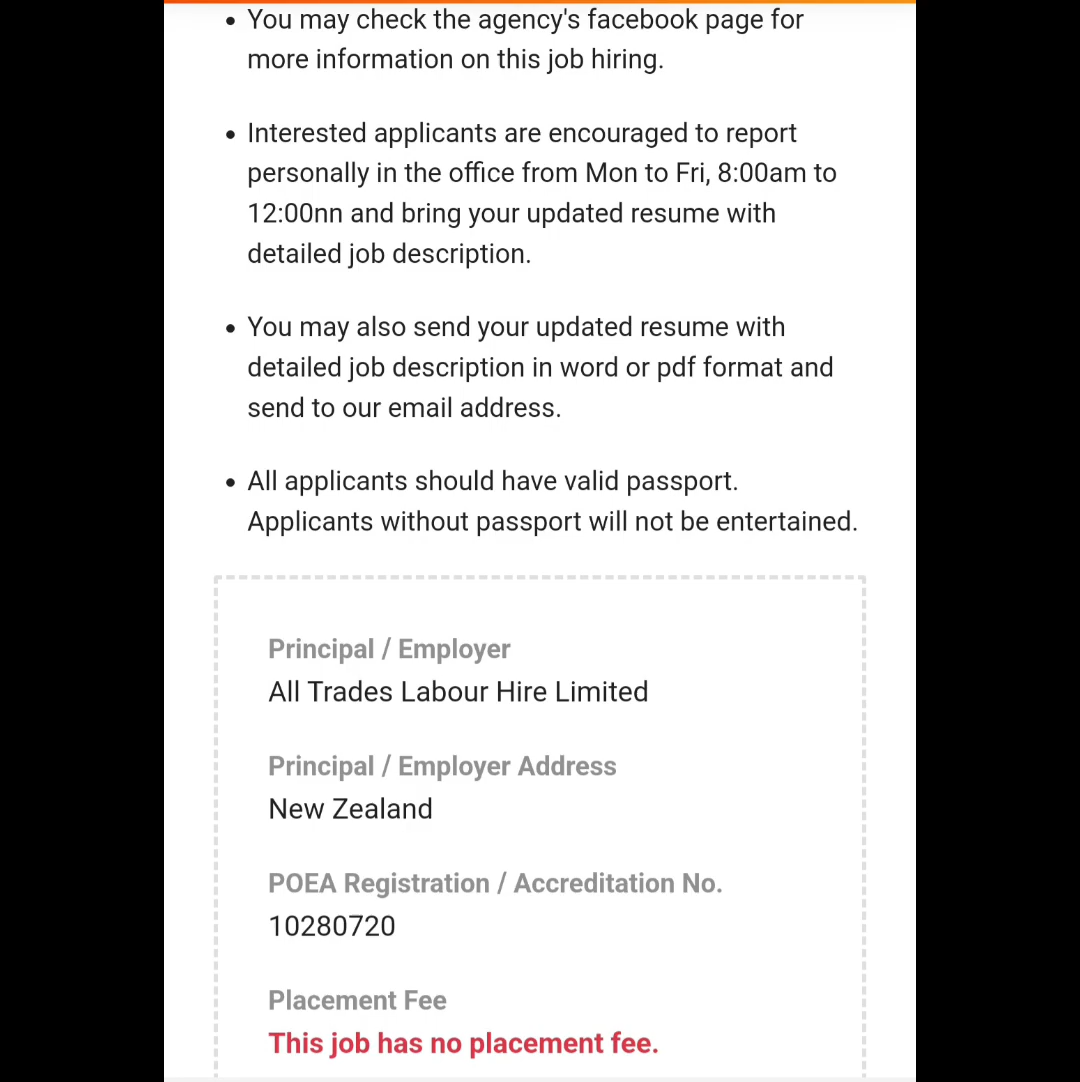 • You may check the agency's facebook page for
more information on this job hiring.
• Interested applicants are encouraged to report
personally in the office from Mon to Fri, 8:00am to
12:00nn and bring your updated resume with
detailed job description.
• You may also send your updated resume with
detailed job description in word or pdf format and
send to our email address.
• All applicants should have valid passport.
Applicants without passport will not be entertained.
Principal / Employer
All Trades Labour Hire Limited
Principal / Employer Address
New Zealand
POEA Registration / Accreditation No.
10280720
Placement Fee
This job has no placement fee.